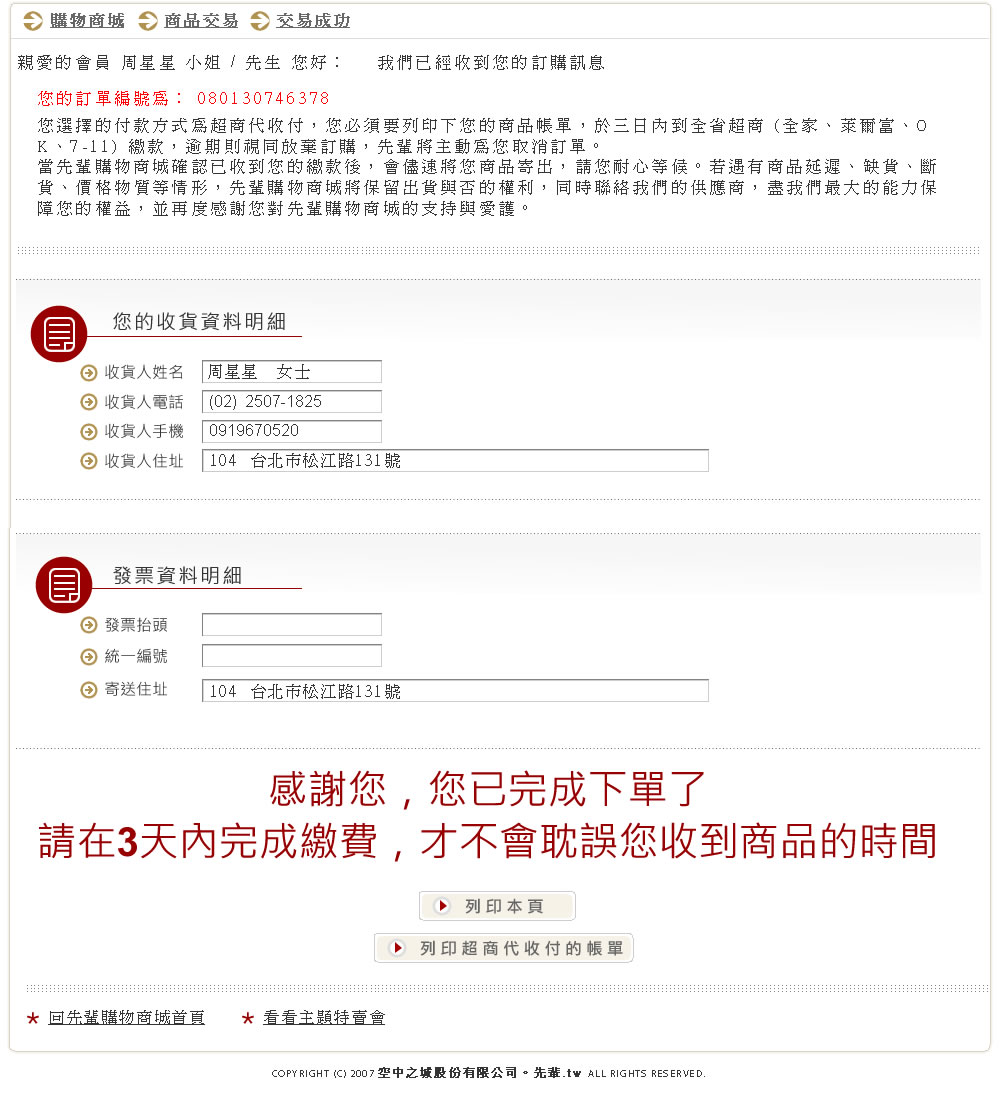 購物商城 商品交易 交易成功
親愛的會員 周星星 小姐 / 先生 您好： 我們已經收到您的訂購訊息
您的訂單編號為： 080130746378
您選擇的付款方式為超商代收付，您必須要列印下您的商品帳單，於三日內到全省超商 (全家、萊爾富、O
K、7-11) 繳款，逾期則視同放棄訂購，先輩將主動為您取消訂單。
當先輩購物商城確認已收到您的繳款後，會儘速將您商品寄出，請您耐心等候。若遇有商品延遲、缺貨、斷
貨、價格物質等情形，先輩購物商城將保留出貨與否的權利，同時聯絡我們的供應商，盡我們最大的能力保
障您的權益，並再度感謝您對先輩購物商城的支持與愛護。
您的收貨資料明細
收貨人姓名 周星星 女士
收貨人電話 (02) 2507-1825
收貨人手機 0919670520
收貨人住址 104 台北市松江路131號
發票資料明細
發票抬頭
統一編號
寄送住址 104 台北市松江路131號
感謝您，您已完成下單了
請在3天內完成繳費，才不會耽誤您收到商品的時間
列印本頁
列印超商代收付的帳單
* 回先輩購物商城首頁 * 看看主題特賣會
COPYRIGHT (C) 2007 空中之城股份有限公司。先輩.tw ALL RIGHTS RESERVED.